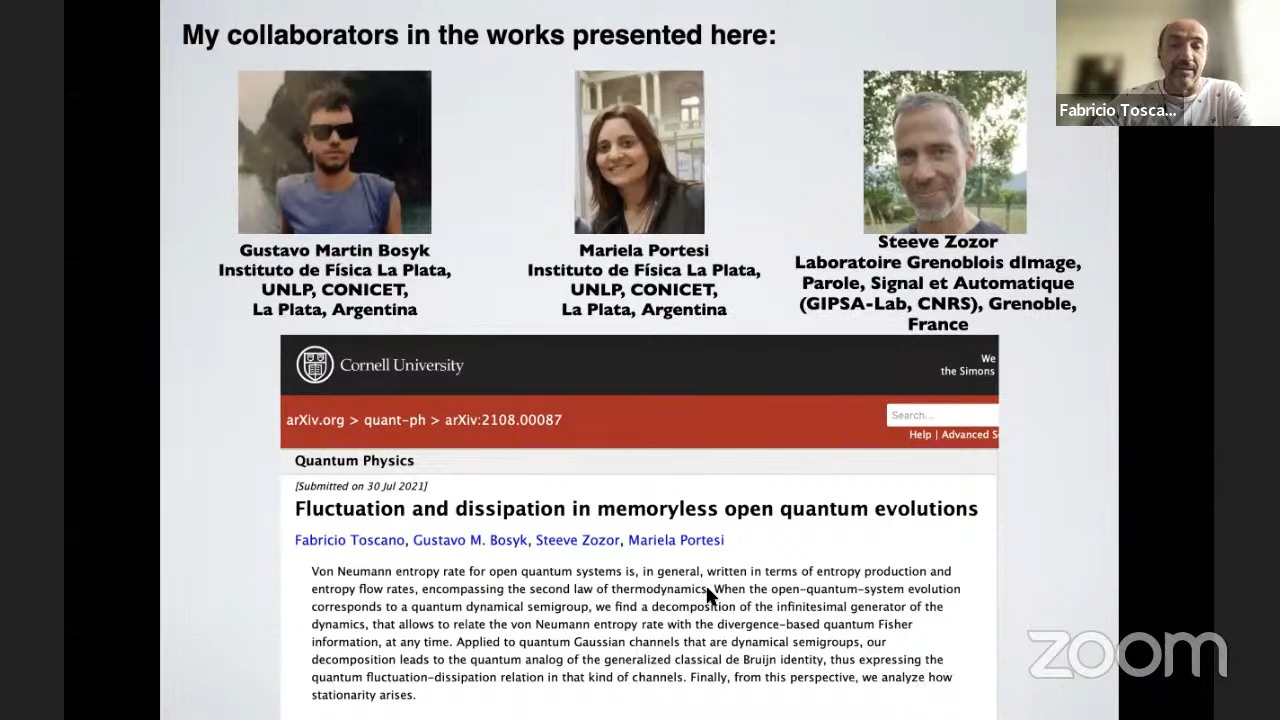 My collaborators in the works presented here:
Fabricio Tosca...
Gustavo Martin Bosyk
Instituto de Física La Plata,
UNLP, CONICET,
La Plata, Argentina
Mariela Portesi
Instituto de Física La Plata,
UNLP, CONICET,
La Plata, Argentina
Steeve Zozor
Laboratoire Grenoblois dImage,
Parole, Signal et Automatique
(GIPSA-Lab, CNRS), Grenoble,
France
Cornell University
We
the Simons
arXiv.org > quant-ph > arXiv:2108.00087
Search...
Help | Advanced S
Quantum Physics
[Submitted on 30 Jul 2021]
Fluctuation and dissipation in memoryless open quantum evolutions
Fabricio Toscano, Gustavo M. Bosyk, Steeve Zozor, Mariela Portesi
Von Neumann entropy rate for open quantum systems is, in general, written in terms of entropy production and
entropy flow rates, encompassing the second law of thermodynamics. When the open-quantum-system evolution
corresponds to a quantum dynamical semigroup, we find a decomposition of the infinitesimal generator of the
dynamics, that allows to relate the von Neumann entropy rate with the divergence-based quantum Fisher
information, at any time. Applied to quantum Gaussian channels that are dynamical semigroups, our
decomposition leads to the quantum analog of the generalized classical de Bruijn identity, thus expressing the
quantum fluctuation-dissipation relation in that kind of channels. Finally, from this perspective, we analyze how
stationarity arises.
zoom